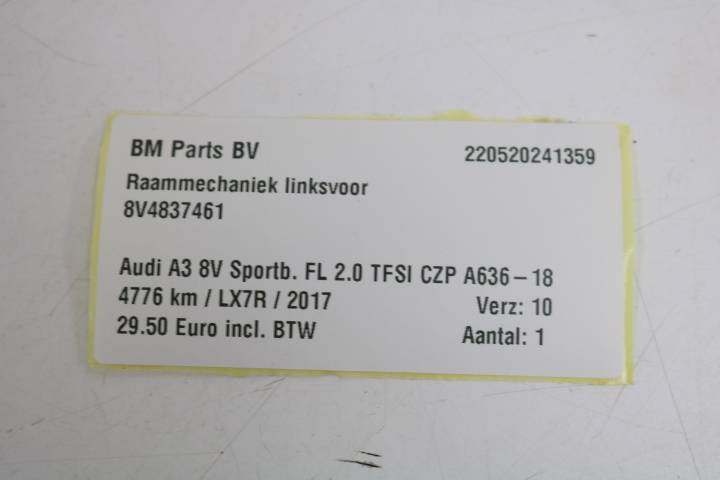 BM Parts BV 220520241359
Raammechaniek linksvoor
8V4837461
Audi A3 8V Sportb. FL 2.0 TFSI CZP A636-18
4776 km / LX7R / 2017 Verz: 10
29.50 Euro incl. BTW Aantal: 1